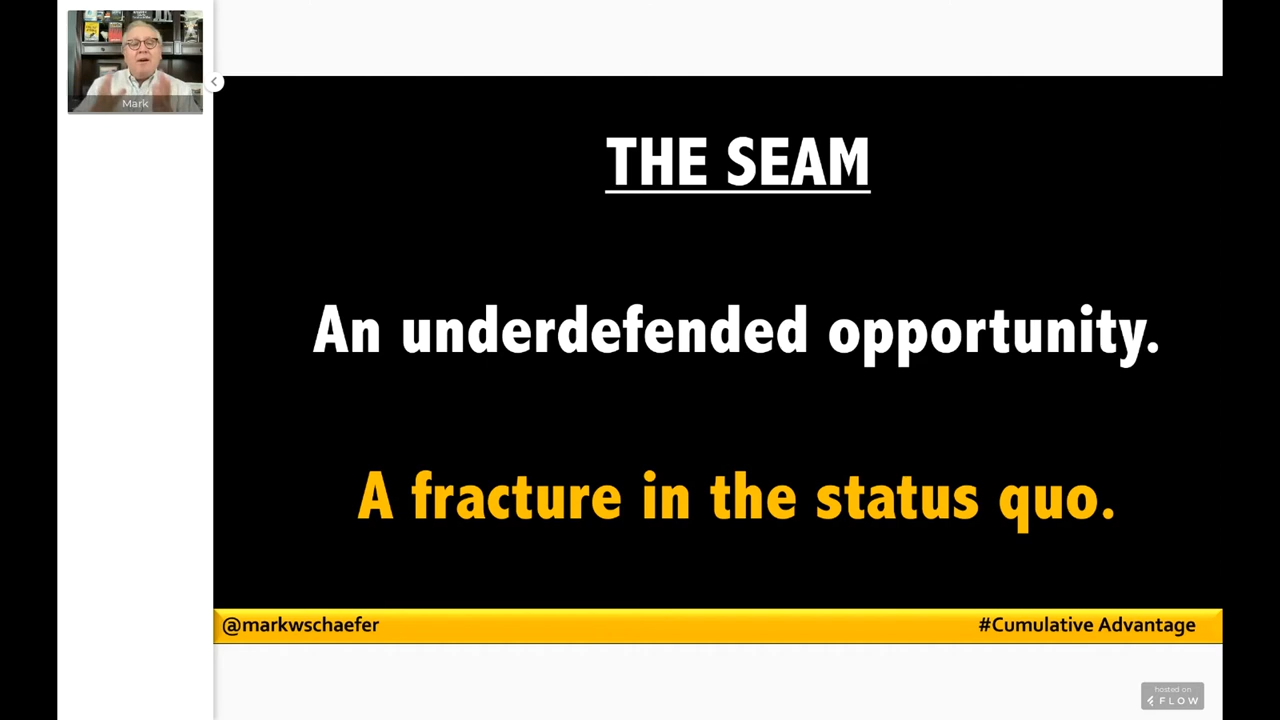 Mark
THE SEAM
An underdefended opportunity.
A fracture in the status quo.
@markwschaefer
#Cumulative Advantage
hosted on
FLOW